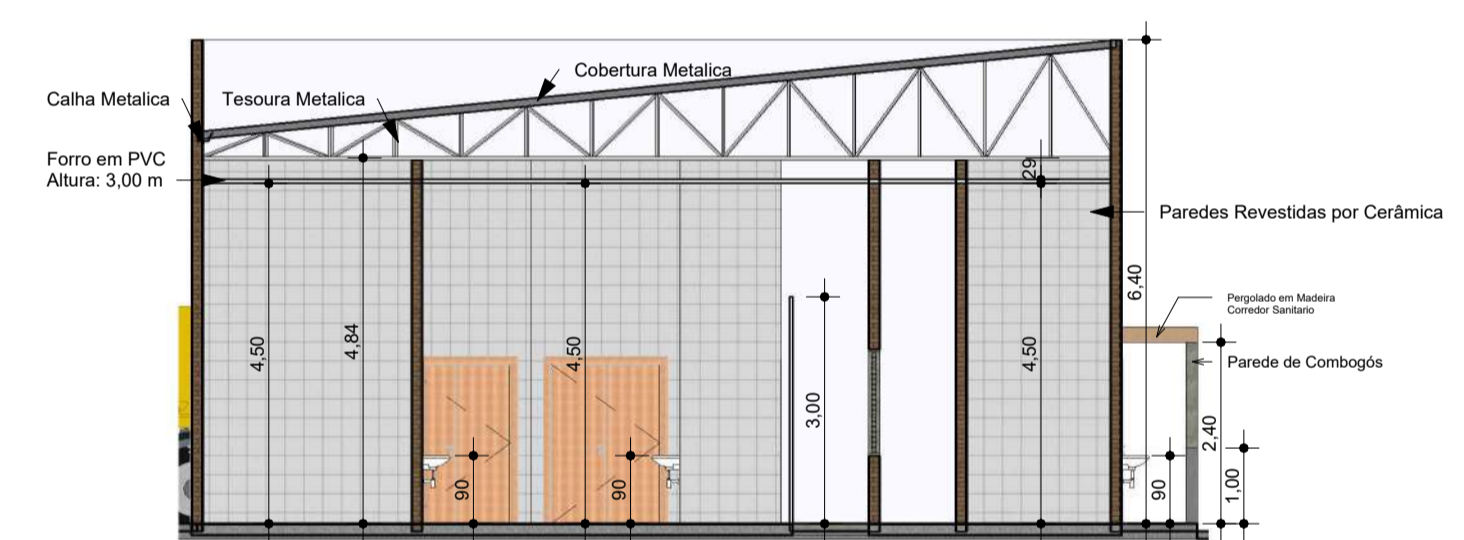 Cobertura Metalica
Calha Metalica
Tesoura Metalica
Forro em PVC
Altura: 3,00 m
29
Paredes Revestidas por Cerâmica
6,40
Pergolado em Madeira
Corredor Sanitario
4,50
4,84
4,50
4,50
Parede de Combogós
3,00
2,40
90
90
90
1,00